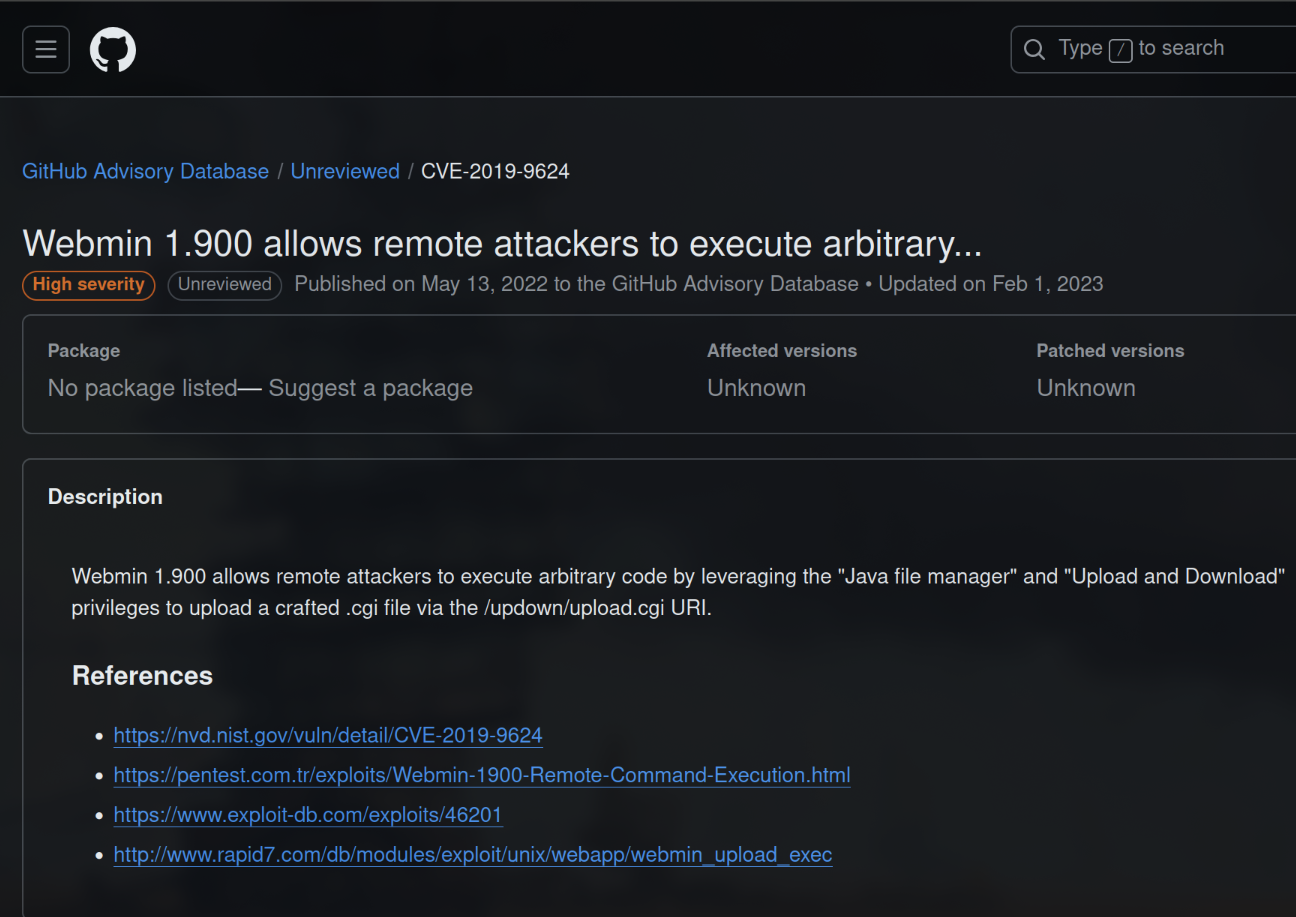 Type / to search
GitHub Advisory Database / Unreviewed / CVE-2019-9624
Webmin 1.900 allows remote attackers to execute arbitrary...
High severity Unreviewed Published on May 13, 2022 to the GitHub Advisory Database • Updated on Feb 1, 2023
Package Affected versions Patched versions
No package listed— Suggest a package Unknown Unknown
Description
Webmin 1.900 allows remote attackers to execute arbitrary code by leveraging the "Java file manager" and "Upload and Download"
privileges to upload a crafted .cgi file via the /updown/upload.cgi URI.
References
• https://nvd.nist.gov/vuln/detail/CVE-2019-9624
• https://pentest.com.tr/exploits/Webmin-1900-Remote-Command-Execution.html
• https://www.exploit-db.com/exploits/46201
• http://www.rapid7.com/db/modules/exploit/unix/webapp/webmin_upload_exec